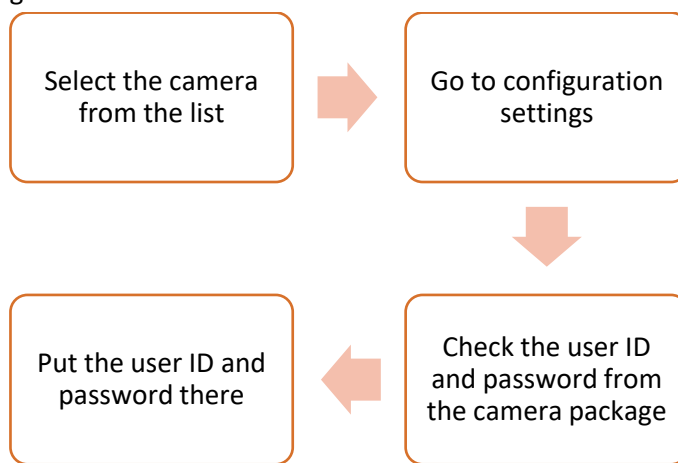 g
Select the camera
from the list
Go to configuration
settings
Check the user ID
and password from
the camera package
Put the user ID and
password there